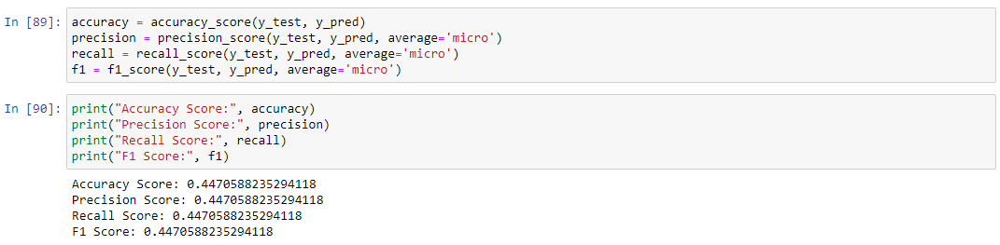 In [89]: accuracy = accuracy_score(y_test, y_pred)
precision = precision_score(y_test, y_pred, average='micro')
recall = recall_score(y_test, y_pred, average='micro')
f1 = f1_score(y_test, y_pred, average='micro')
In [90]: print("Accuracy Score:", accuracy)
print("Precision Score:", precision)
print("Recall Score:", recall)
print("F1 Score:", f1)
Accuracy Score: 0.4470588235294118
Precision Score: 0.4470588235294118
Recall Score: 0.4470588235294118
F1 Score: 0.4470588235294118